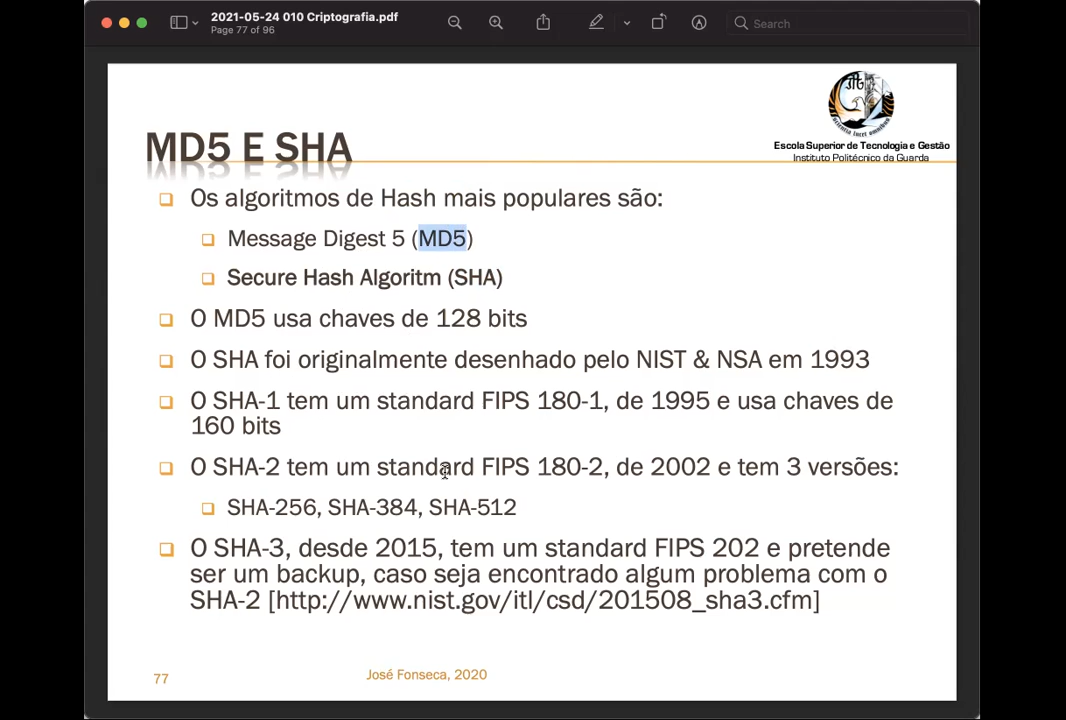 2021-05-24 010 Criptografia.pdf
Page 77 of 96
Search
Escola Superior de Tecnologia e Gestão
Instituto Politécnico da Guarda
MD5 E SHA
Os algoritmos de Hash mais populares são:
Message Digest 5 (MD5)
Secure Hash Algoritm (SHA)
O MD5 usa chaves de 128 bits
O SHA foi originalmente desenhado pelo NIST & NSA em 1993
O SHA-1 tem um standard FIPS 180-1, de 1995 e usa chaves de
160 bits
O SHA-2 tem um standard FIPS 180-2, de 2002 e tem 3 versões:
SHA-256, SHA-384, SHA-512
O SHA-3, desde 2015, tem um standard FIPS 202 e pretende
ser um backup, caso seja encontrado algum problema com o
SHA-2 [http://www.nist.gov/itl/csd/201508_sha3.cfm]
77
José Fonseca, 2020